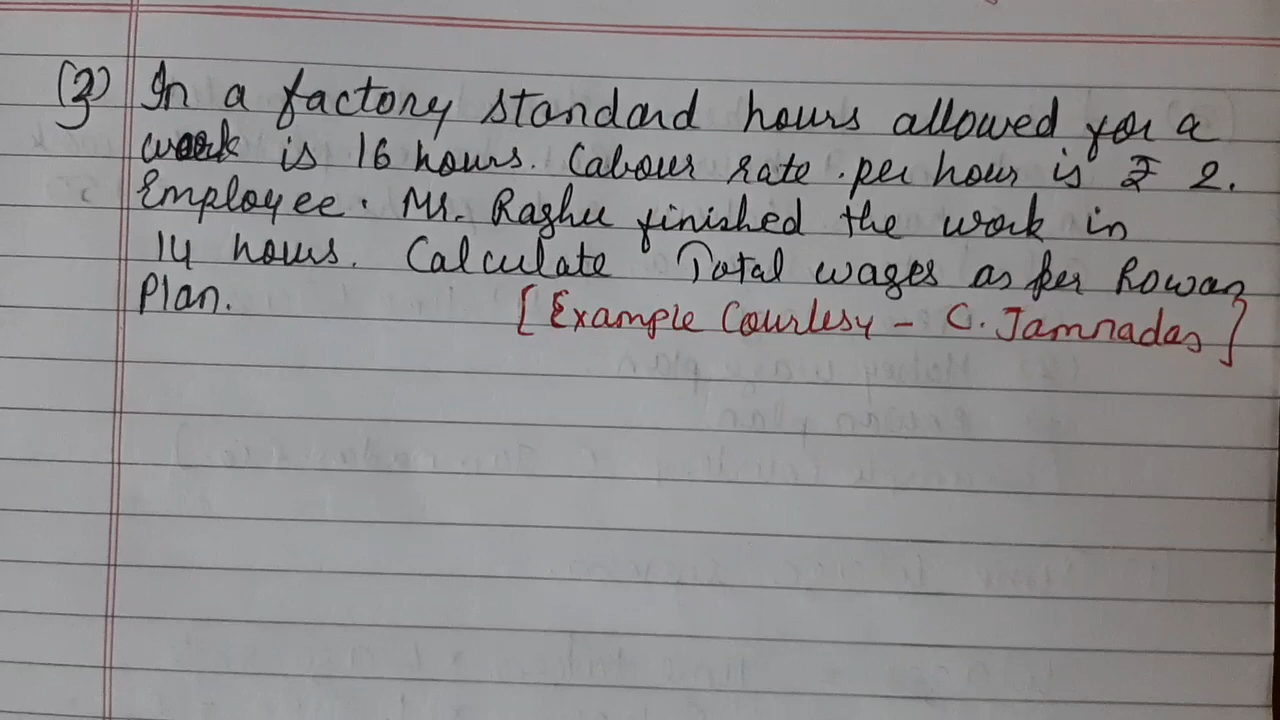 (3) In a factory standard hours allowed for a
work is 16 hours. Labour rate per hour is ₹ 2.
Employee. Mr. Raghu finished the work in
14 hours. Calculate Total wages as per Rowan
Plan.
[Example Courtesy - C. Jamnadas]